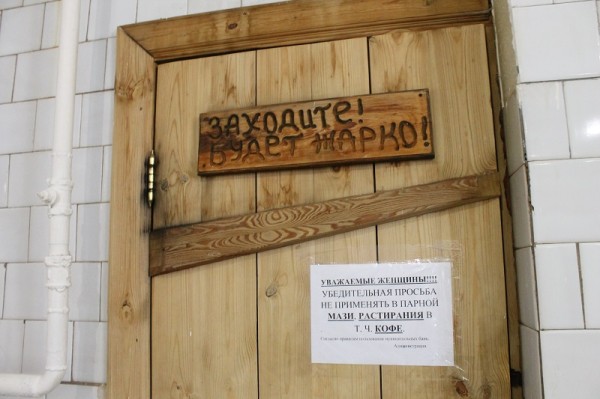 ЗАХОДИТЕ!
БУДЕТ ЖАРКО!
УВАЖАЕМЫЕ ЖЕНЩИНЫ!!!!
УБЕДИТЕЛЬНАЯ ПРОСЬБА
НЕ ПРИМЕНЯТЬ В ПАРНОЙ
МАЗИ, РАСТИРАНИЯ В
Т. Ч. КОФЕ.
Администрация